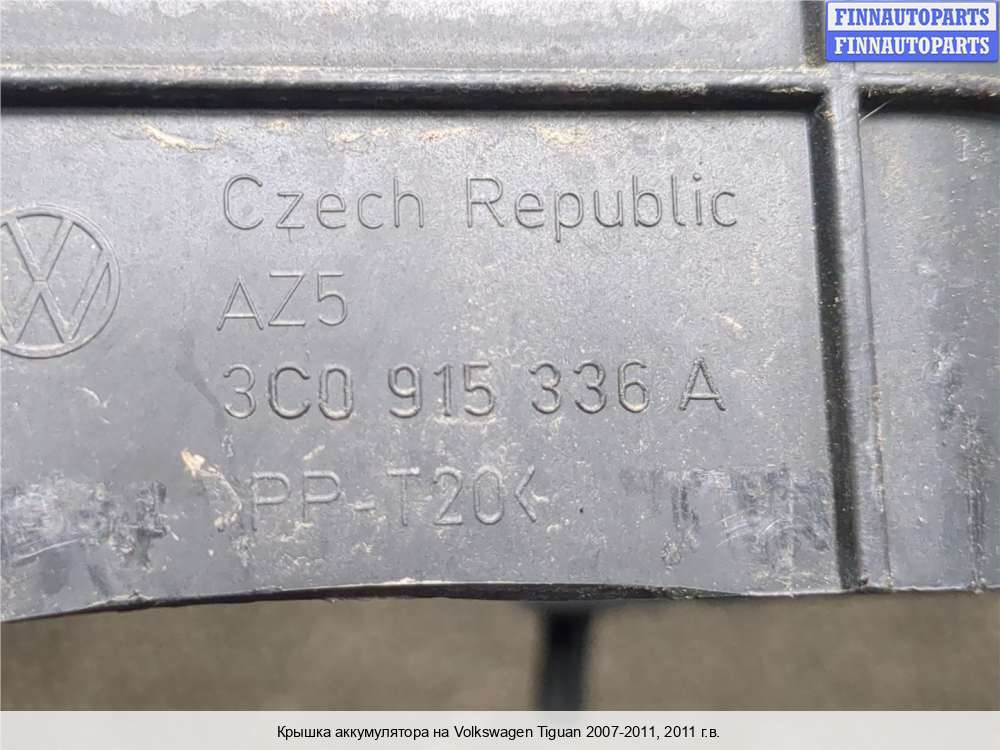 FINNAUTOPARTS
FINNAUTOPARTS
Czech Republic
AZ5
3C0 915 336 A
>PP-T20<
Крышка аккумулятора на Volkswagen Tiguan 2007-2011, 2011 г.в.